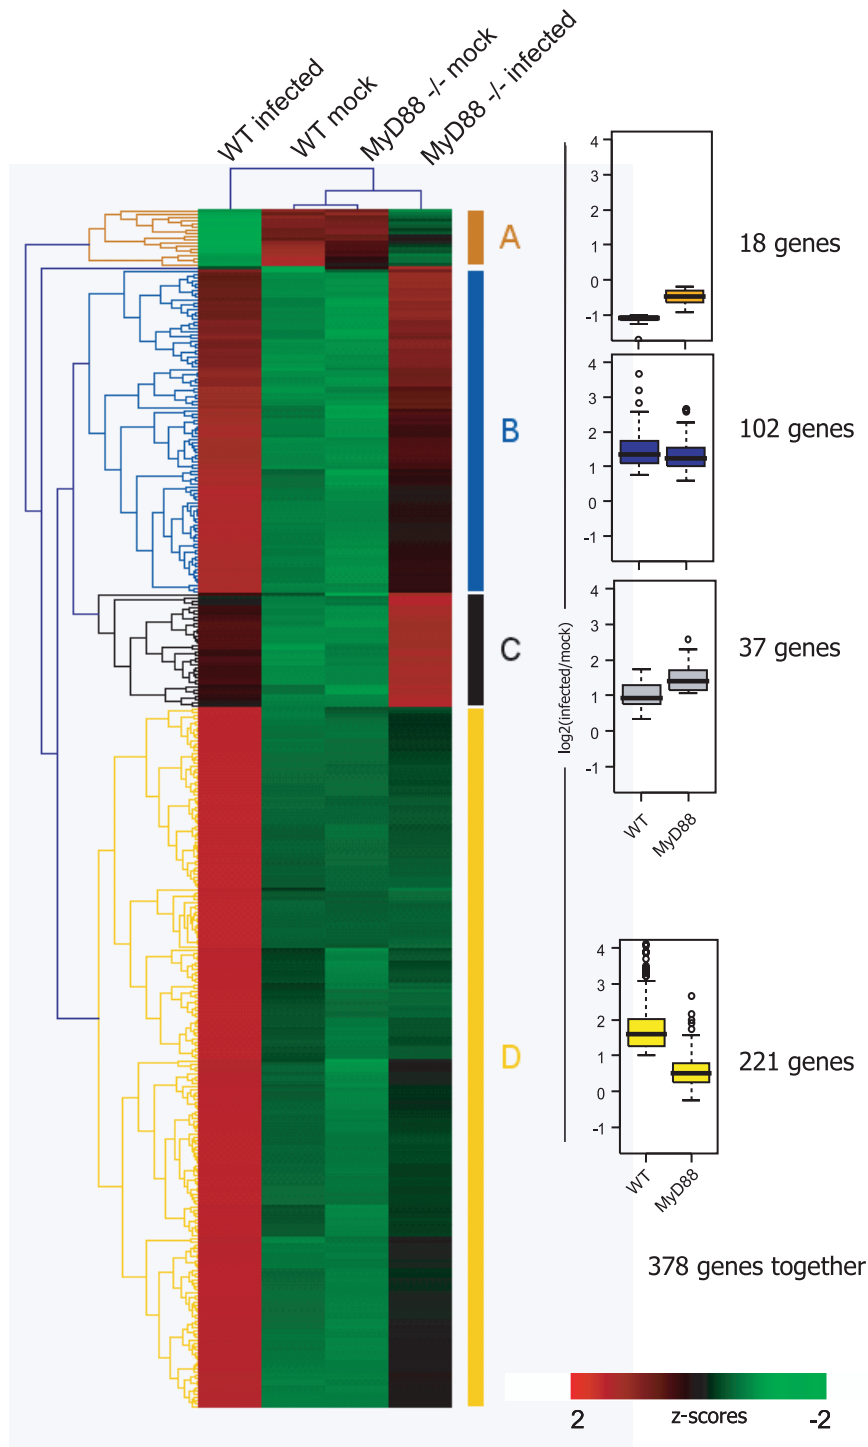 WT infected
WT mock
MyD88 -/- mock
MyD88 -/- infected
A
B
C
D
log2(infected/mock)
4
3
2
1
0
-1
18 genes
4
3
2
1
0
-1
102 genes
4
3
2
1
0
-1
37 genes
WT
MyD88
4
3
2
1
0
-1
221 genes
WT
MyD88
378 genes together
2
z-scores
-2